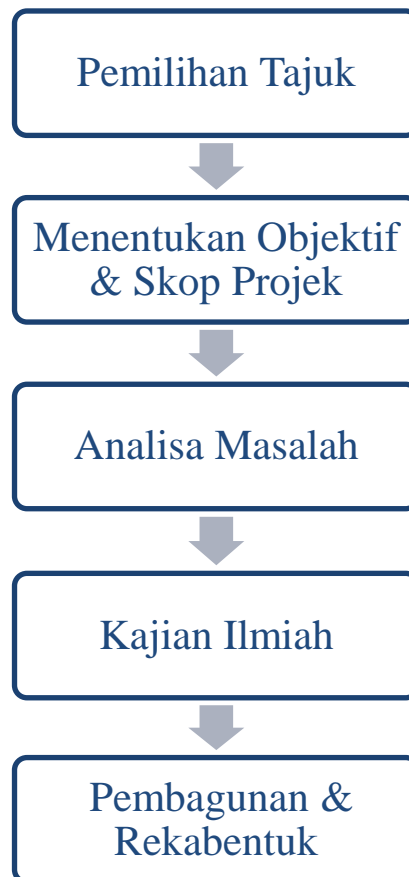 Pemilihan Tajuk
Menentukan Objektif
& Skop Projek
Analisa Masalah
Kajian Ilmiah
Pembagunan &
Rekabentuk